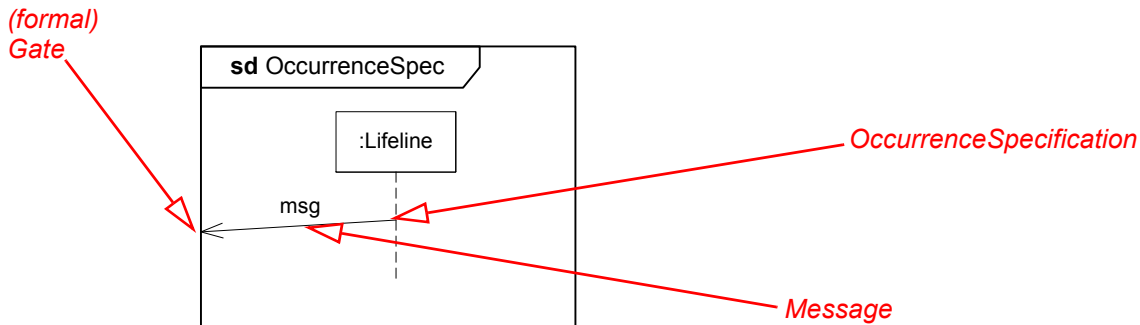 (formal)
Gate
sd OccurrenceSpec
:Lifeline
OccurrenceSpecification
msg
Message